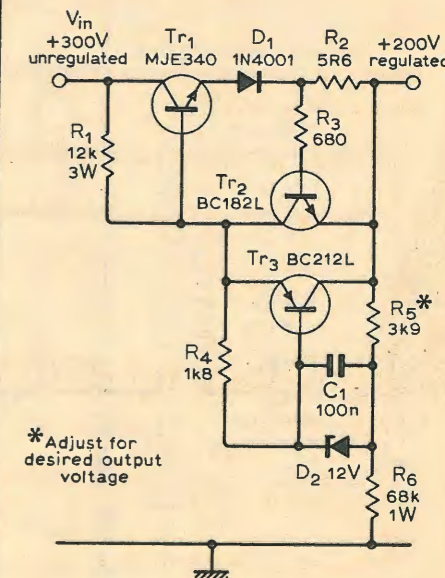 Vin
+300V
unregulated
Tr1
MJE340
D1
1N4001
R2
5R6
+200V
regulated
R1
12k
3W
R3
680
Tr2
BC182L
Tr3 BC212L
R5*
3k9
R4
1k8
C1
100n
*Adjust for
desired output
voltage
D2 12V
R6
68k
1W